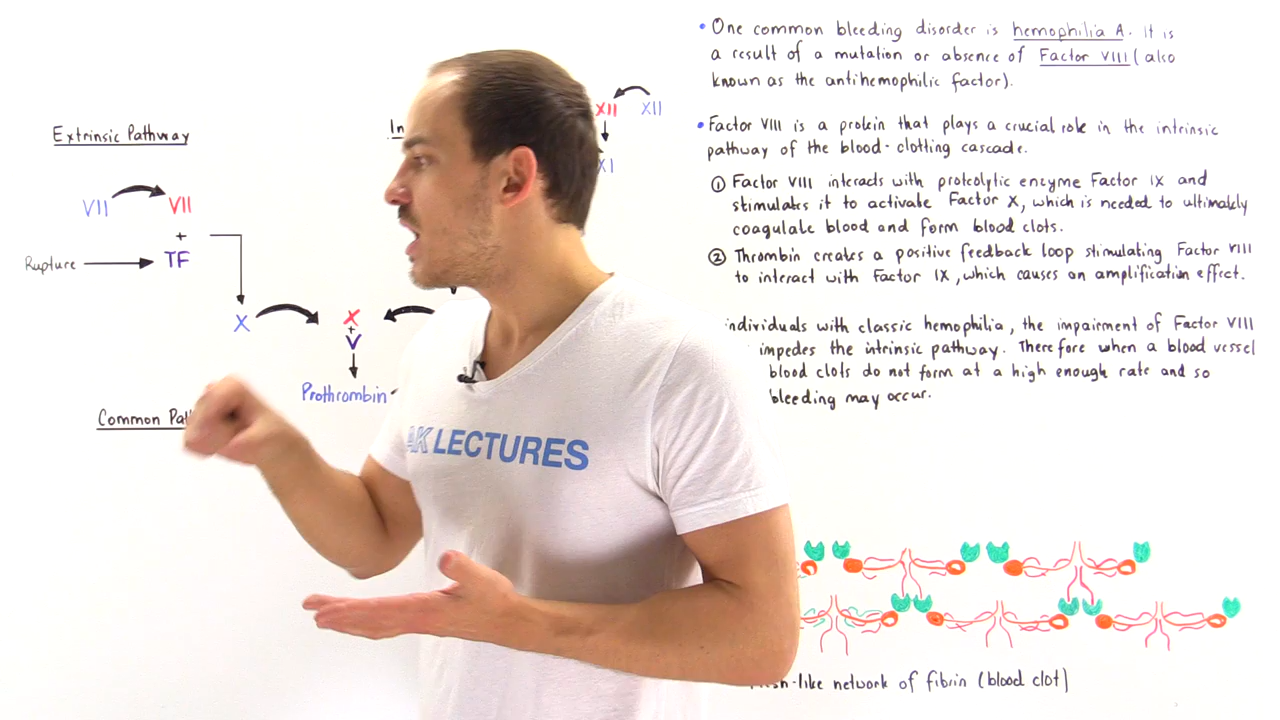 Extrinsic Pathway
VII
VII
+
TF
Rupture
X
X
+
V
Prothrombin
Common
XII
XII
XI
AK LECTURES
• One common bleeding disorder is hemophilia A. It is
a result of a mutation or absence of Factor VIII (also
known as the antihemophilic factor).
• Factor VIII is a protein that plays a crucial role in the intrinsic
pathway of the blood-clotting cascade.
① Factor VIII interacts with proteolytic enzyme Factor IX and
stimulates it to activate Factor X, which is needed to ultimately
coagulate blood and form blood clots.
② Thrombin creates a positive feedback loop stimulating Factor VIII
to interact with Factor IX, which causes an amplification effect.
individuals with classic hemophilia, the impairment of Factor VIII
impedes the intrinsic pathway. Therefore when a blood vessel
blood clots do not form at a high enough rate and so
bleeding may occur.
-like network of fibrin (blood clot)